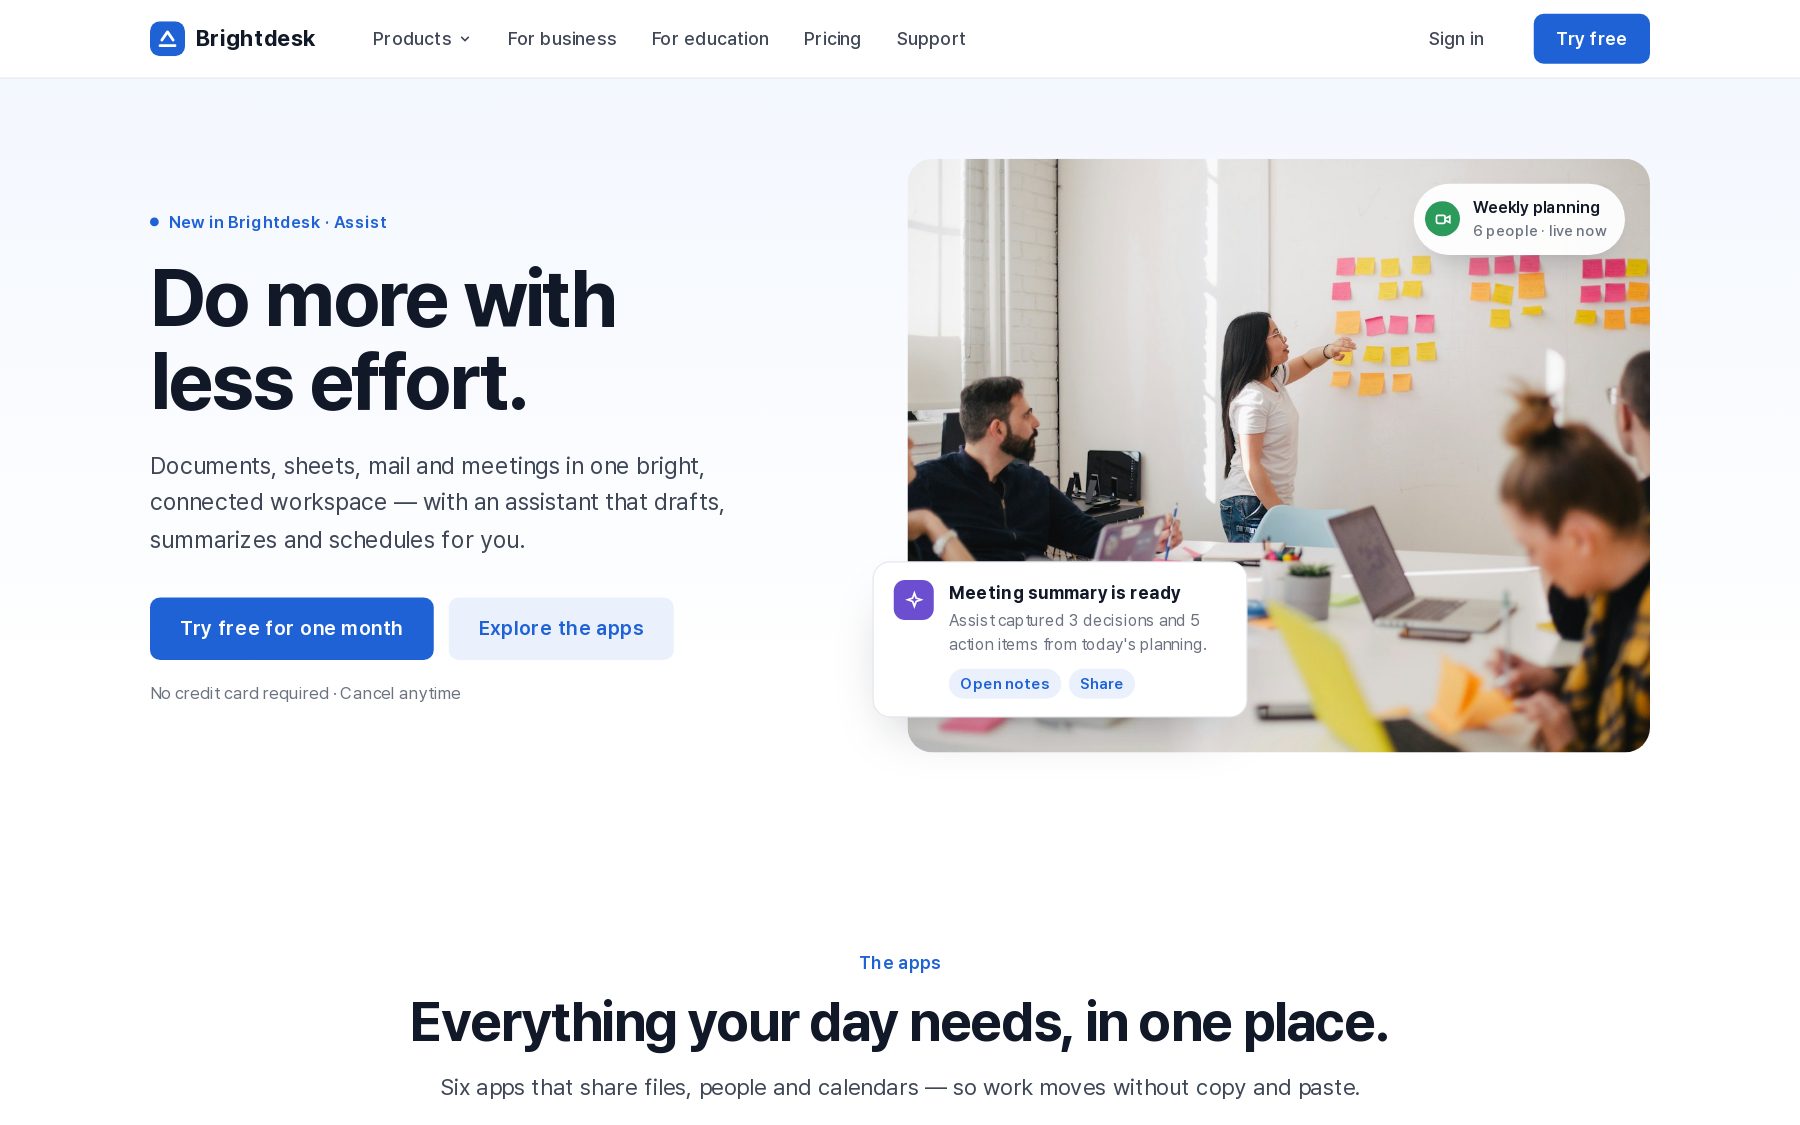 Brightdesk
Products
For business
For education
Pricing
Support
Sign in
Try free
New in Brightdesk · Assist
Do more with
less effort.
Documents, sheets, mail and meetings in one bright,
connected workspace — with an assistant that drafts,
summarizes and schedules for you.
Try free for one month
Explore the apps
No credit card required · Cancel anytime
Weekly planning
6 people · live now
Meeting summary is ready
Assist captured 3 decisions and 5
action items from today's planning.
Open notes
Share
The apps
Everything your day needs, in one place.
Six apps that share files, people and calendars — so work moves without copy and paste.